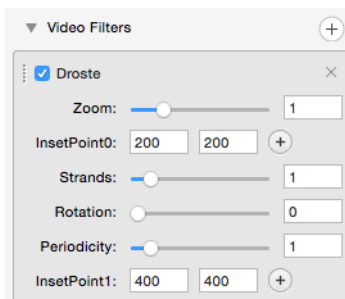 Video Filters
Droste
Zoom: 1
InsetPoint0: 200 200
Strands: 1
Rotation: 0
Periodicity: 1
InsetPoint1: 400 400